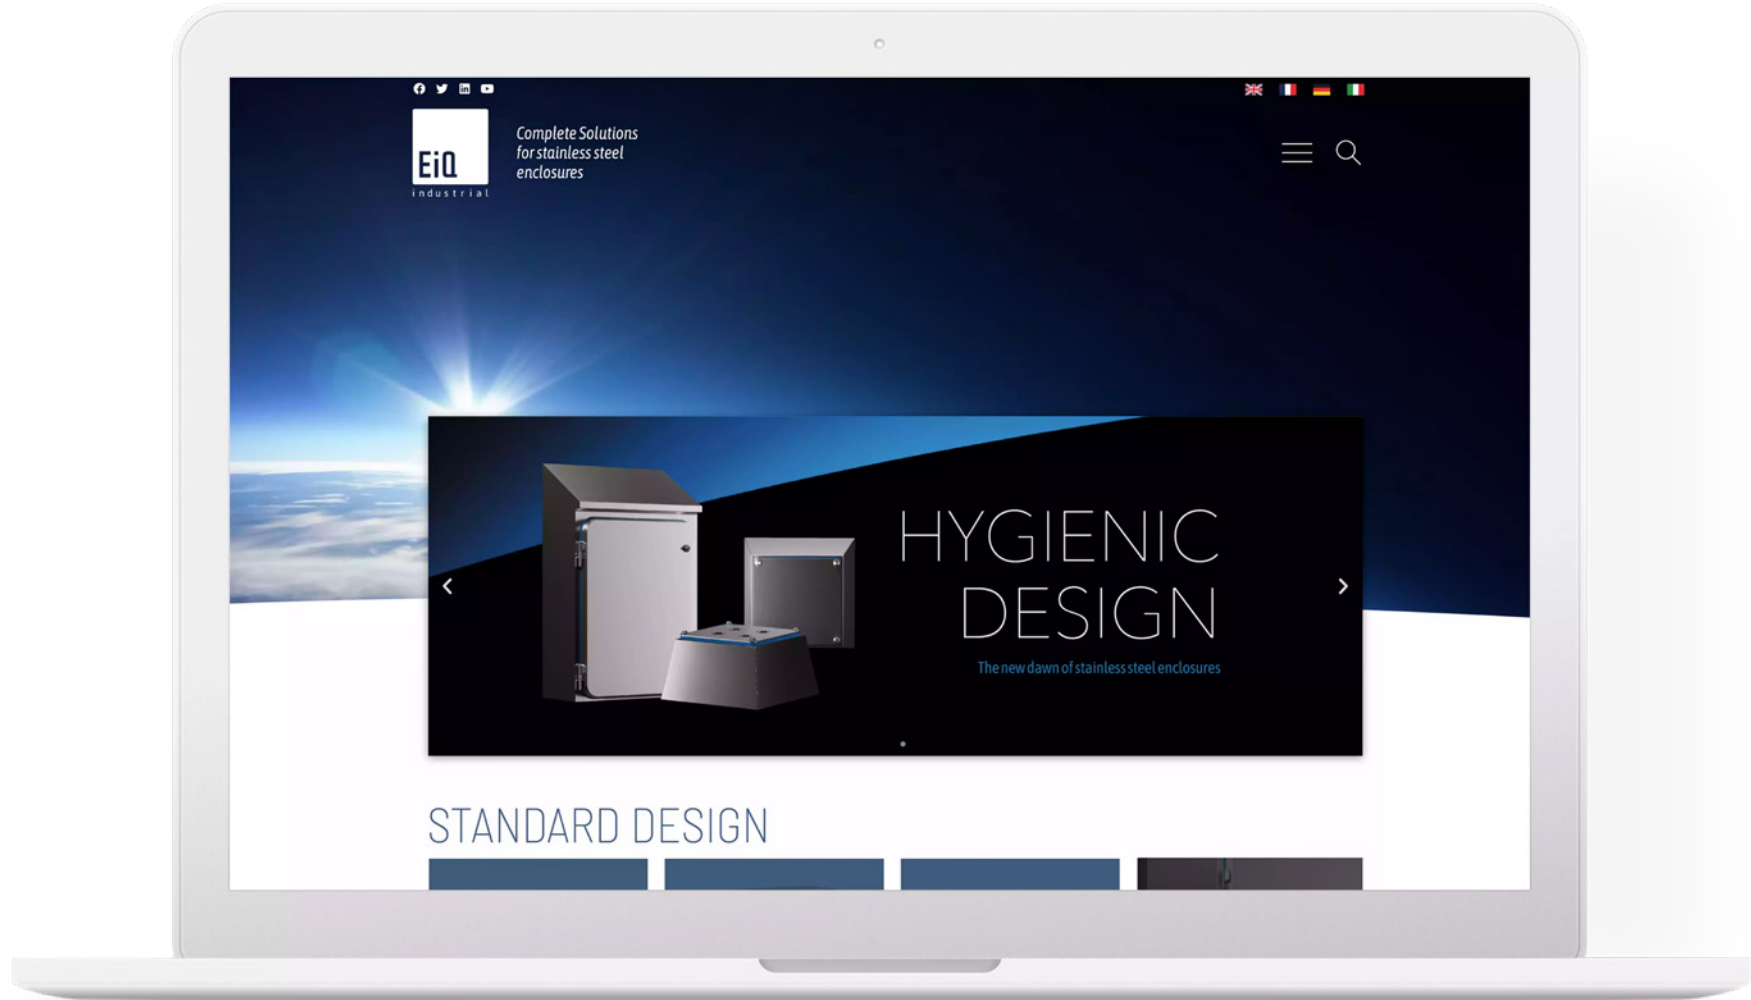 EiQ
industrial
Complete Solutions
for stainless steel
enclosures
HYGIENIC
DESIGN
The new dawn of stainless steel enclosures
STANDARD DESIGN